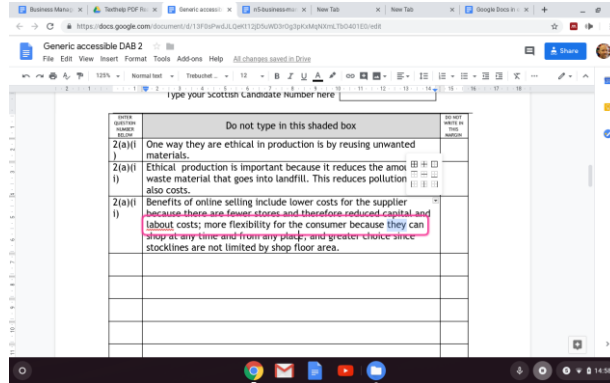 Business Manag
Texthelp PDF Re
Generic accessib
n5-business-man
New Tab
New Tab
Google Docs in
https://docs.google.com/document/d/
Generic accessible DAB 2
Share
File Edit View Insert Format Tools Add-ons Help All changes saved in Drive
125% Normal text Trebuchet... 12 B I U A
Type your Scottish Candidate Number here
ENTER QUESTION NUMBER BELOW
Do not type in this shaded box
DO NOT WRITE IN THIS MARGIN
2(a)(i
)
One way they are ethical in production is by reusing unwanted
materials.
2(a)(i
i)
Ethical production is important because it reduces the amou
waste material that goes into landfill. This reduces pollution
also costs.
2(a)(i
i)
Benefits of online selling include lower costs for the supplier
because there are fewer stores and therefore reduced capital and
labout costs; more flexibility for the consumer because they can
shop at any time and from any place, and greater choice since
stocklines are not limited by shop floor area.
14:56